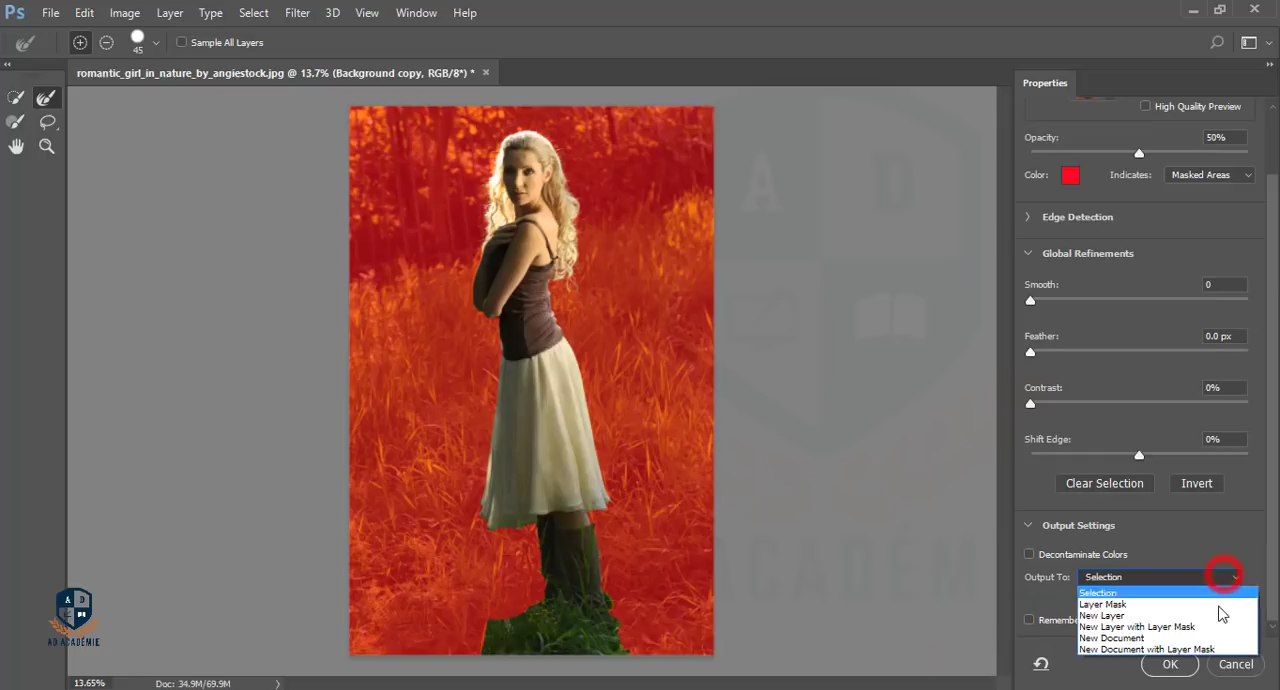 Ps File Edit Image Layer Type Select Filter 3D View Window Help
45 Sample All Layers
romantic_girl_in_nature_by_angiestock.jpg @ 13.7% (Background copy, RGB/8*) *
Properties
High Quality Preview
Opacity: 50%
Color: Indicates: Masked Areas
Edge Detection
Global Refinements
Smooth: 0
Feather: 0.0 px
Contrast: 0%
Shift Edge: 0%
Clear Selection Invert
Output Settings
Decontaminate Colors
Output To: Selection
Selection
Layer Mask
New Layer
New Layer with Layer Mask
New Document
New Document with Layer Mask
OK Cancel
A D
AD ACADÉMIE
A D
AD ACADÉMIE
13.65% Doc: 34.9M/69.9M